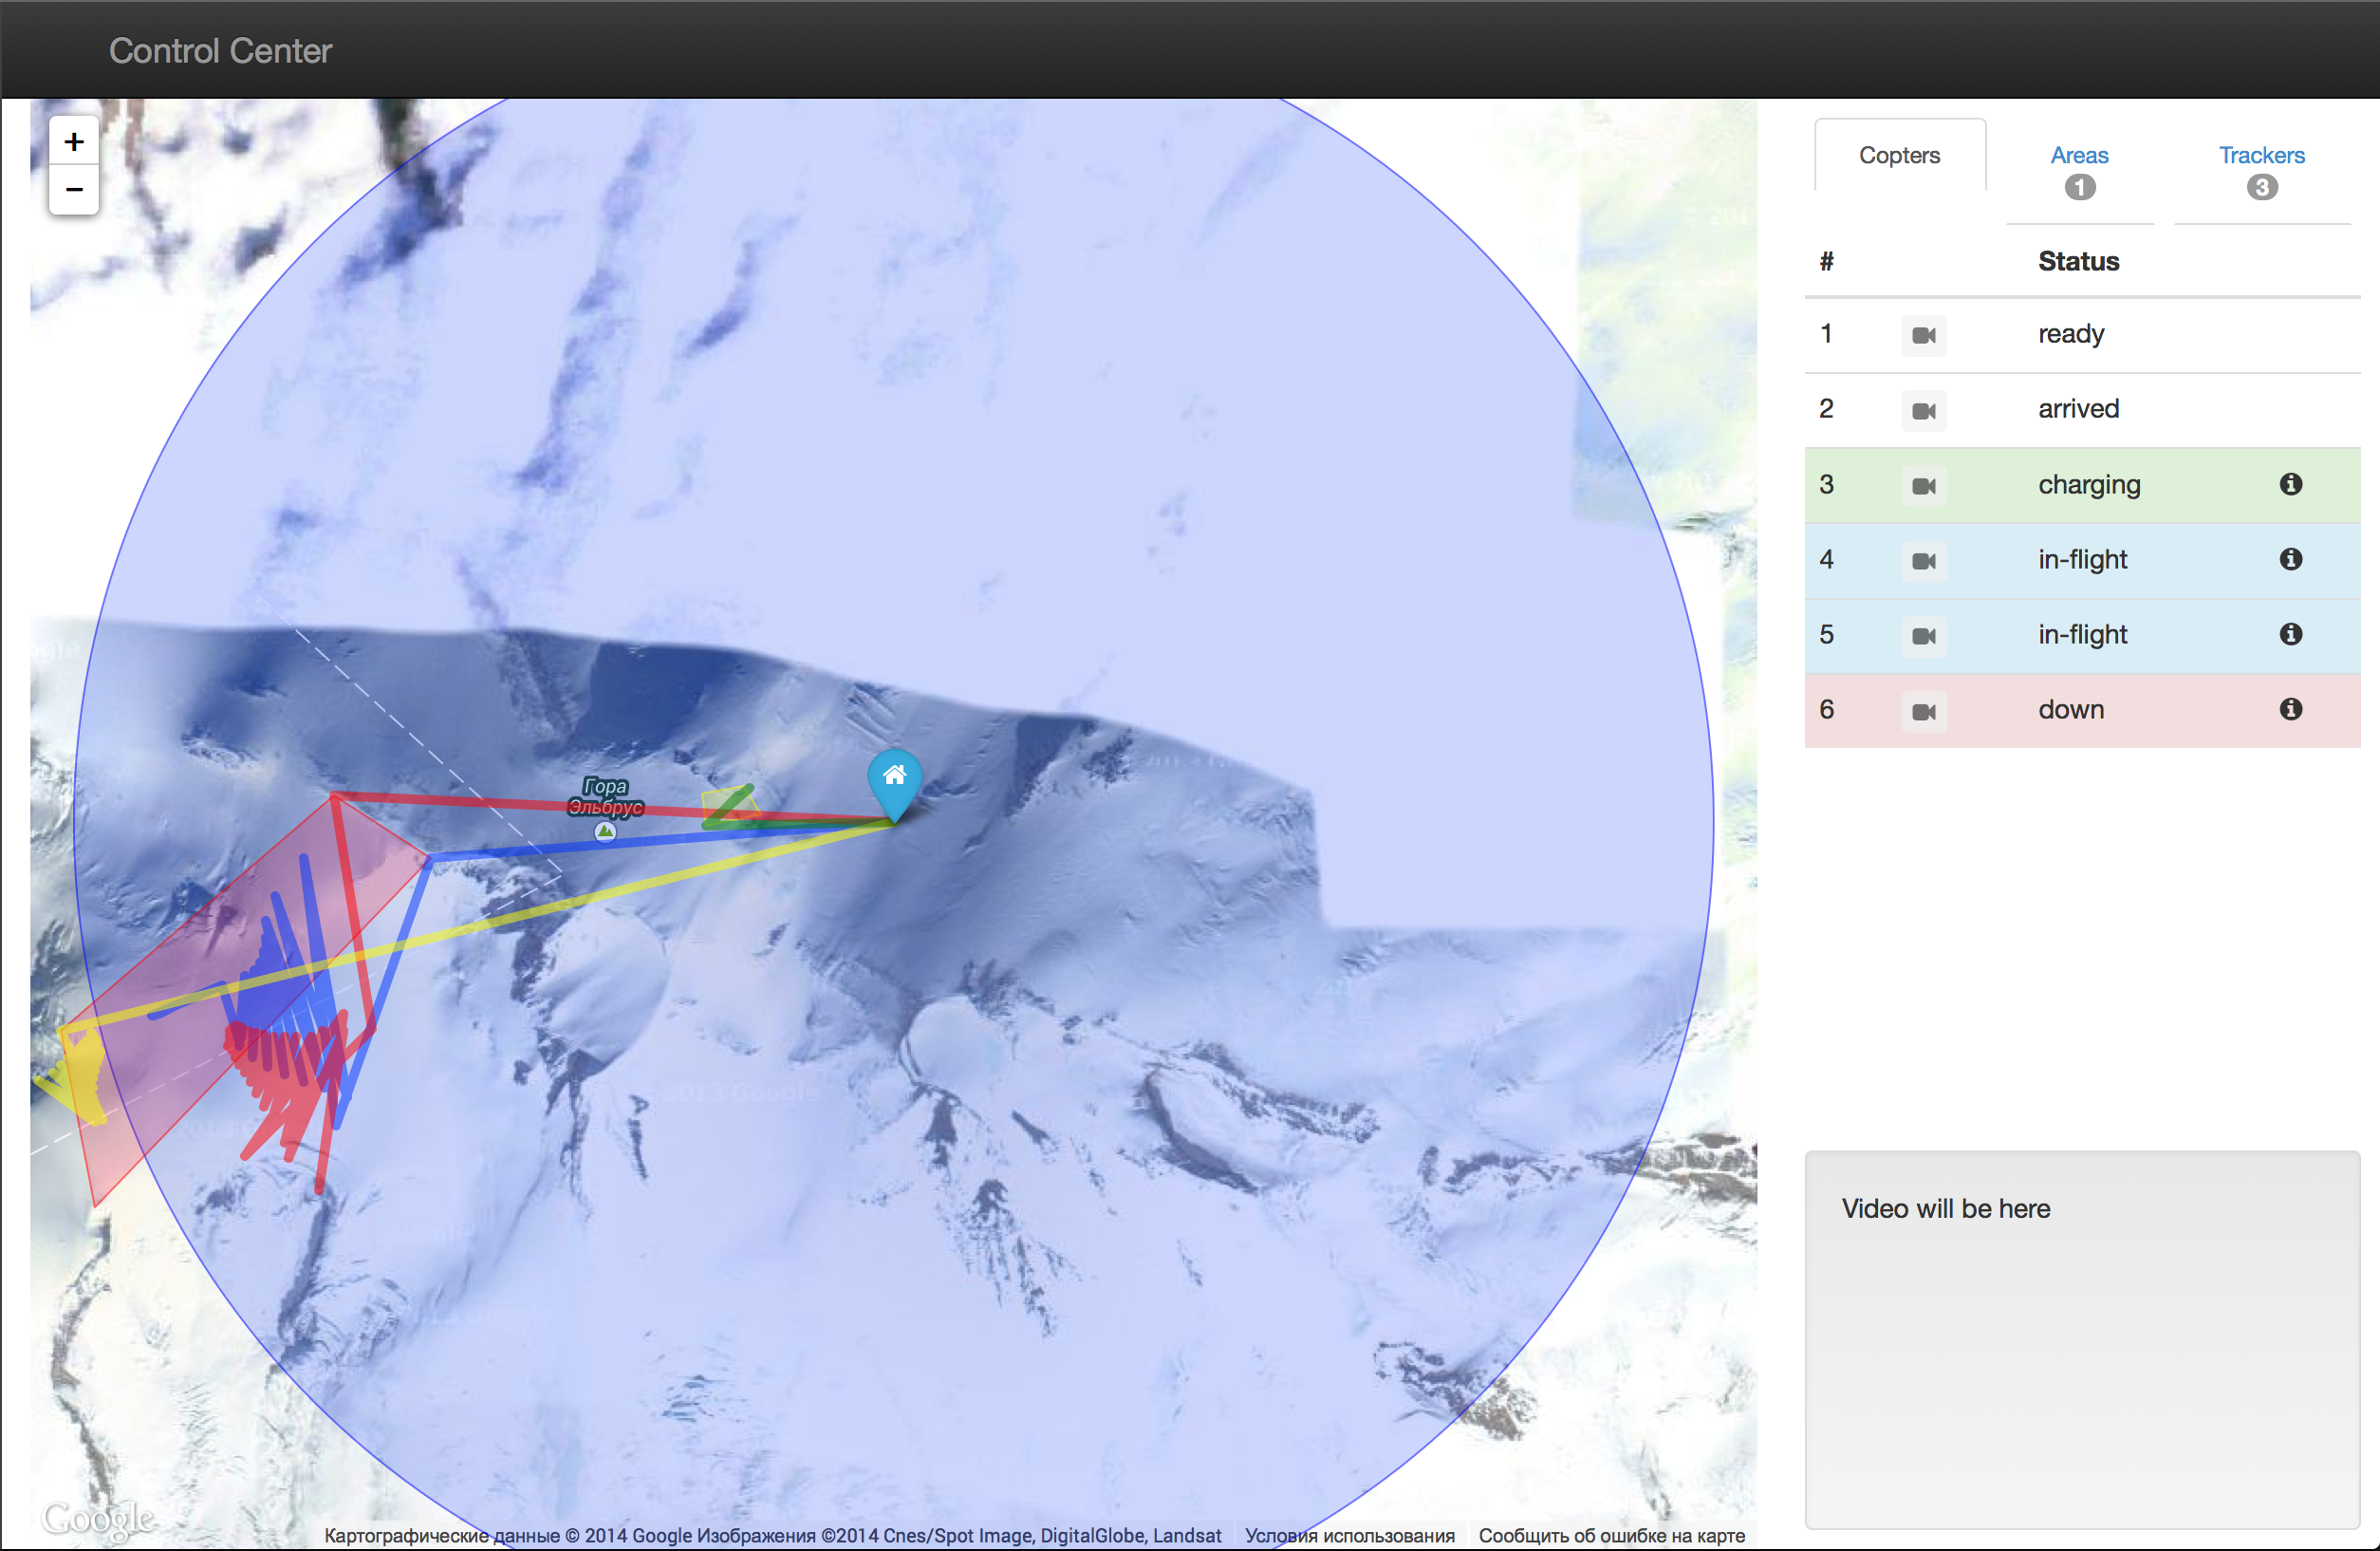 Control Center
+
−
Copters
Areas
1
Trackers
3
# Status
1 ready
2 arrived
3 charging
4 in-flight
5 in-flight
6 down
Гора
Эльбрус
Video will be here
Google
Картографические данные © 2014 Google Изображения ©2014 Cnes/Spot Image, DigitalGlobe, Landsat
Условия использования
Сообщить об ошибке на карте